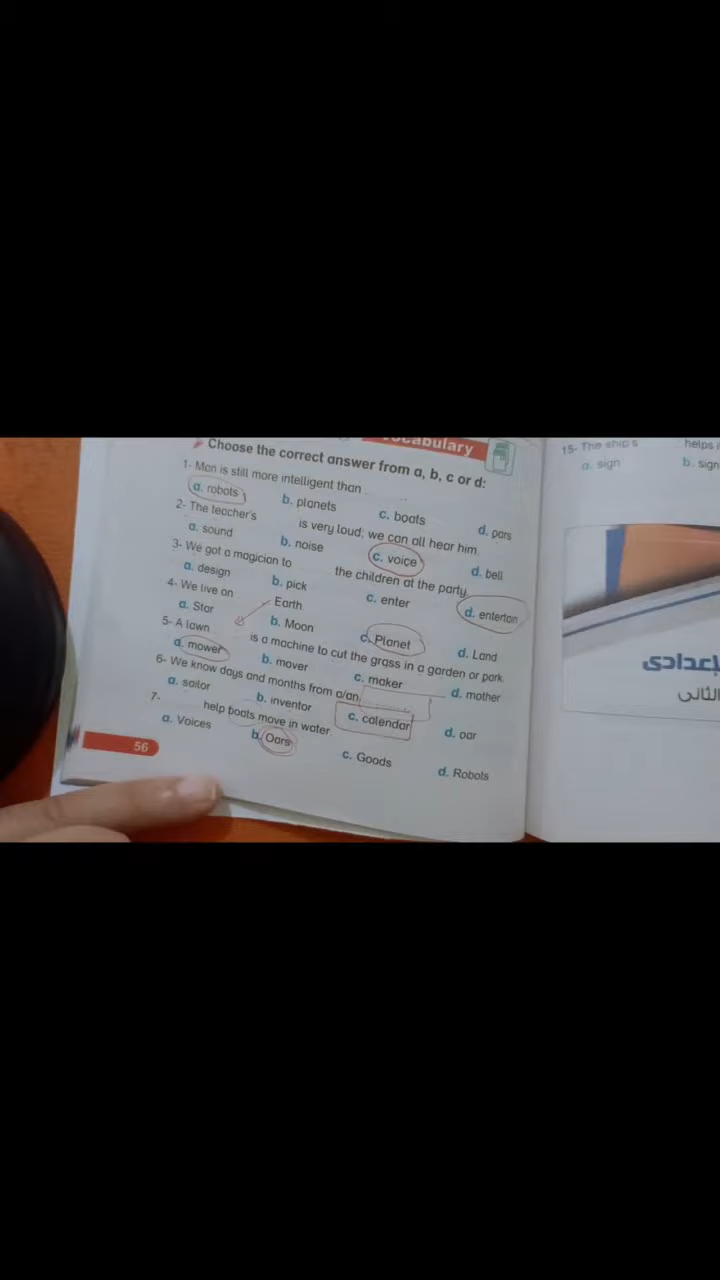 Vocabulary
Choose the correct answer from a, b, c or d:
1- Man is still more intelligent than
a. robots b. planets c. boats d. oars
2- The teacher's is very loud; we can all hear him.
a. sound b. noise c. voice d. bell
3- We got a magician to the children at the party.
a. design b. pick c. enter d. entertain
4- We live on Earth
a. Star b. Moon c. Planet d. Land
5- A lawn is a machine to cut the grass in a garden or park.
a. mower b. mover c. maker d. mother
6- We know days and months from a/an
a. sailor b. inventor c. calendar d. oar
7- help boats move in water.
a. Voices b. Oars c. Goods d. Robots
56
15- The ship's helps
a. sign b. sign
الثانى